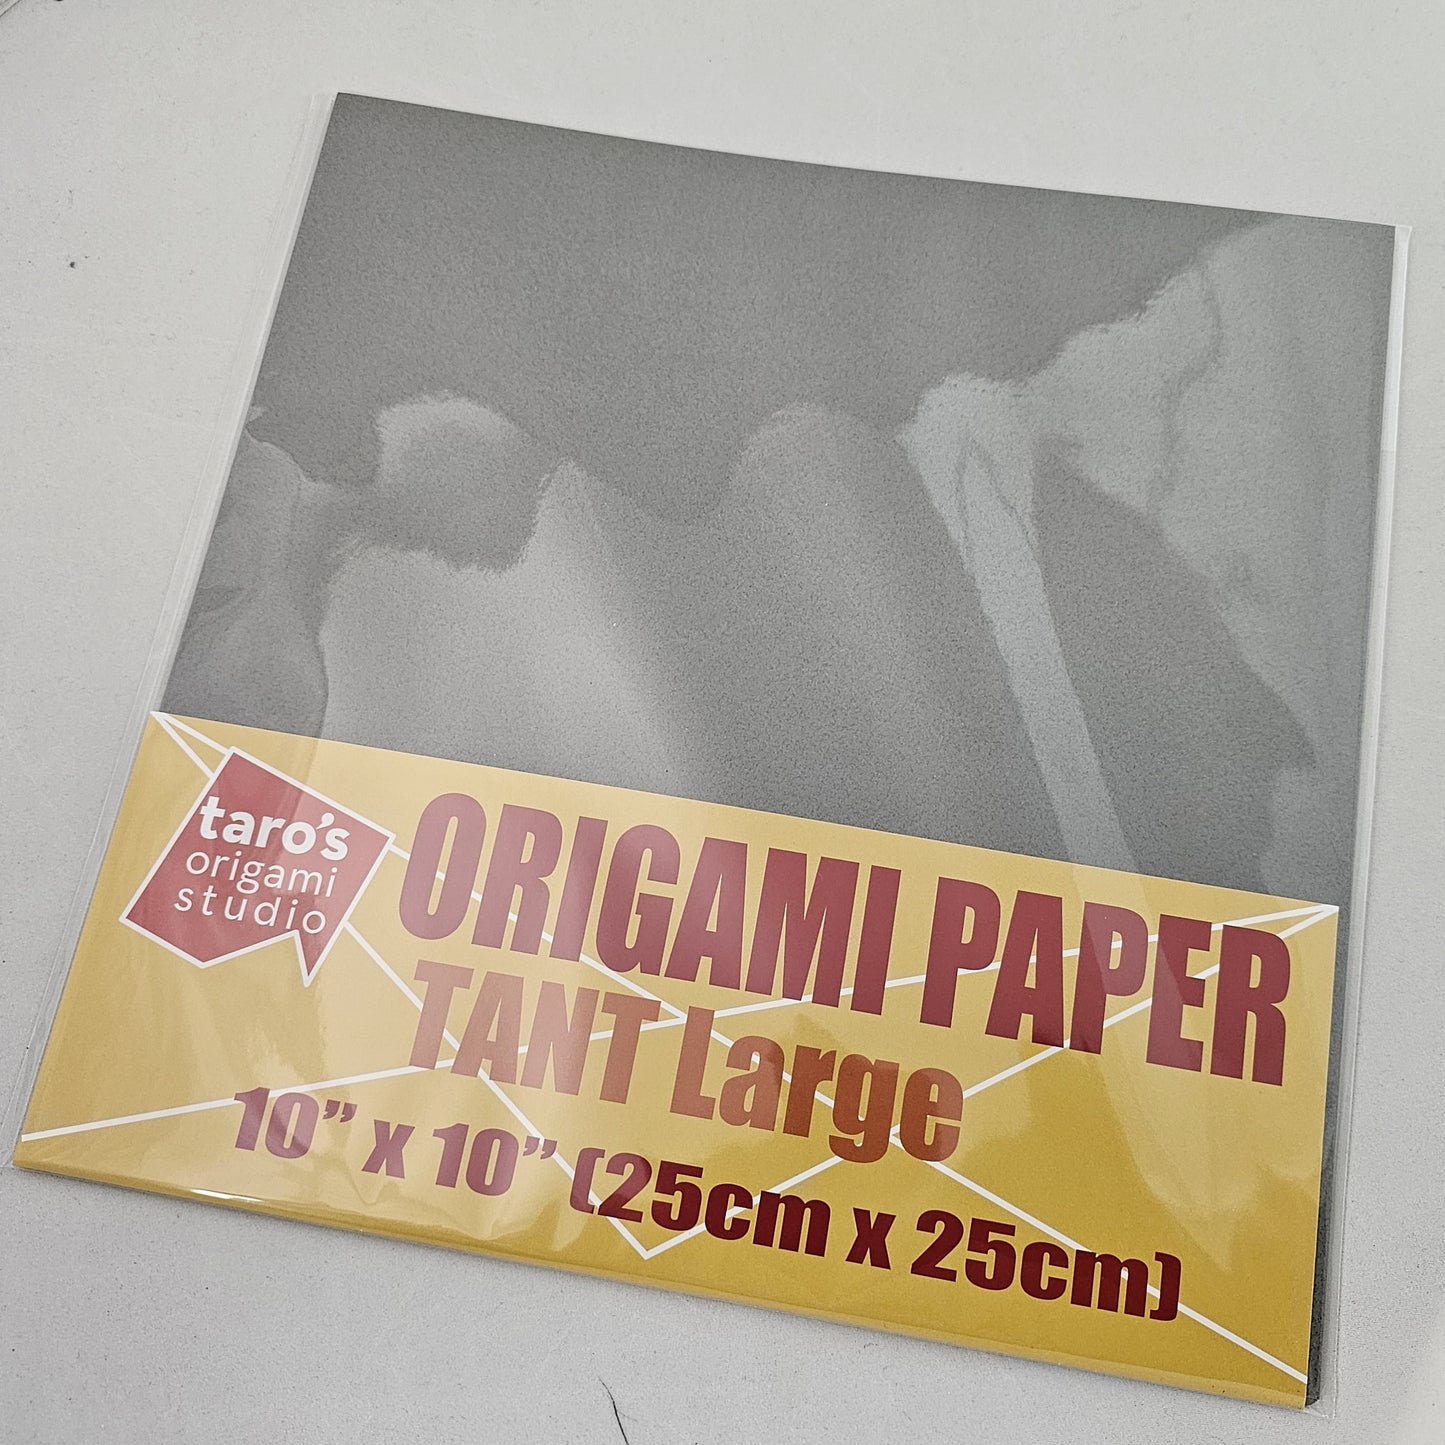 taro's
origami
studio
ORIGAMI PAPER
TANT Large
10” x 10” (25cm x 25cm)